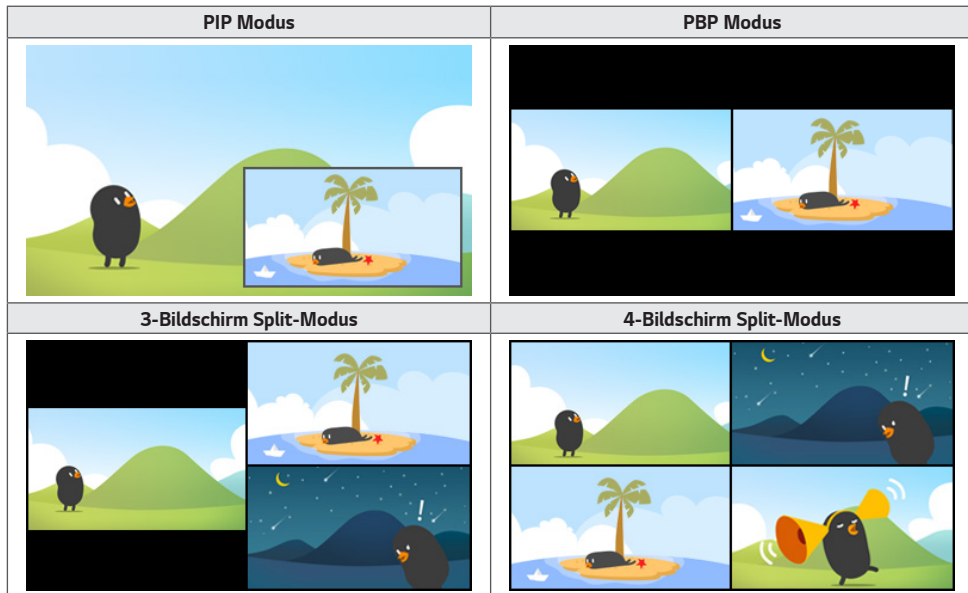 PIP Modus
PBP Modus
3-Bildschirm Split-Modus
4-Bildschirm Split-Modus